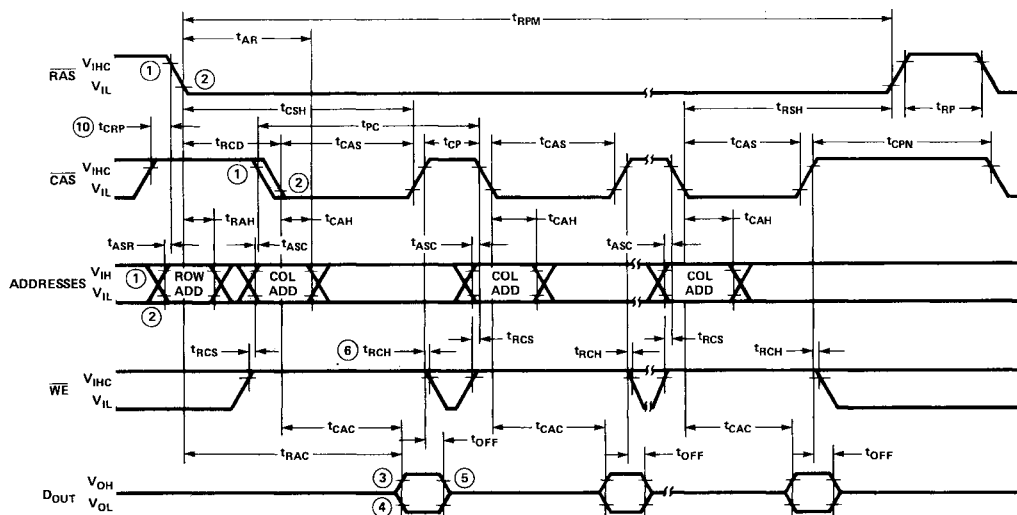 tRPM
tAR
RAS VIHC ① ②
VIL
tCSH
tRSH
tRP
⑩ tCRP
tPC
tRCD tCAS tCP tCAS tCAS tCPN
CAS VIHC ① ②
VIL
tRAH tCAH tCAH tCAH
tASR tASC tASC tASC
ADDRESSES VIH ① ROW ADD COL ADD COL ADD COL ADD
VIL ②
tRCS ⑥ tRCH tRCS tRCH tRCS tRCH
WE VIHC
VIL
tCAC tCAC tCAC
tRAC tOFF tOFF tOFF
DOUT VOH ③ ⑤
VOL ④